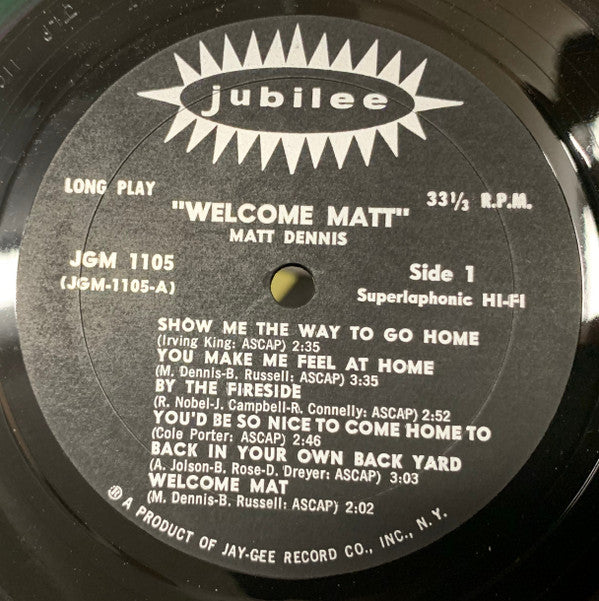 jubilee
LONG PLAY
33 1/3 R.P.M.
"WELCOME MATT"
MATT DENNIS
JGM 1105
(JGM-1105-A)
Side 1
Superlaphonic HI-FI
SHOW ME THE WAY TO GO HOME
(Irving King: ASCAP) 2:35
YOU MAKE ME FEEL AT HOME
(M. Dennis-B. Russell: ASCAP) 3:35
BY THE FIRESIDE
(R. Nobel-J. Campbell-R. Connelly: ASCAP) 2:52
YOU'D BE SO NICE TO COME HOME TO
(Cole Porter: ASCAP) 2:46
BACK IN YOUR OWN BACK YARD
(A. Jolson-B. Rose-D. Dreyer: ASCAP) 3:03
WELCOME MAT
(M. Dennis-B. Russell: ASCAP) 2:02
® A PRODUCT OF JAY-GEE RECORD CO., INC., N. Y.